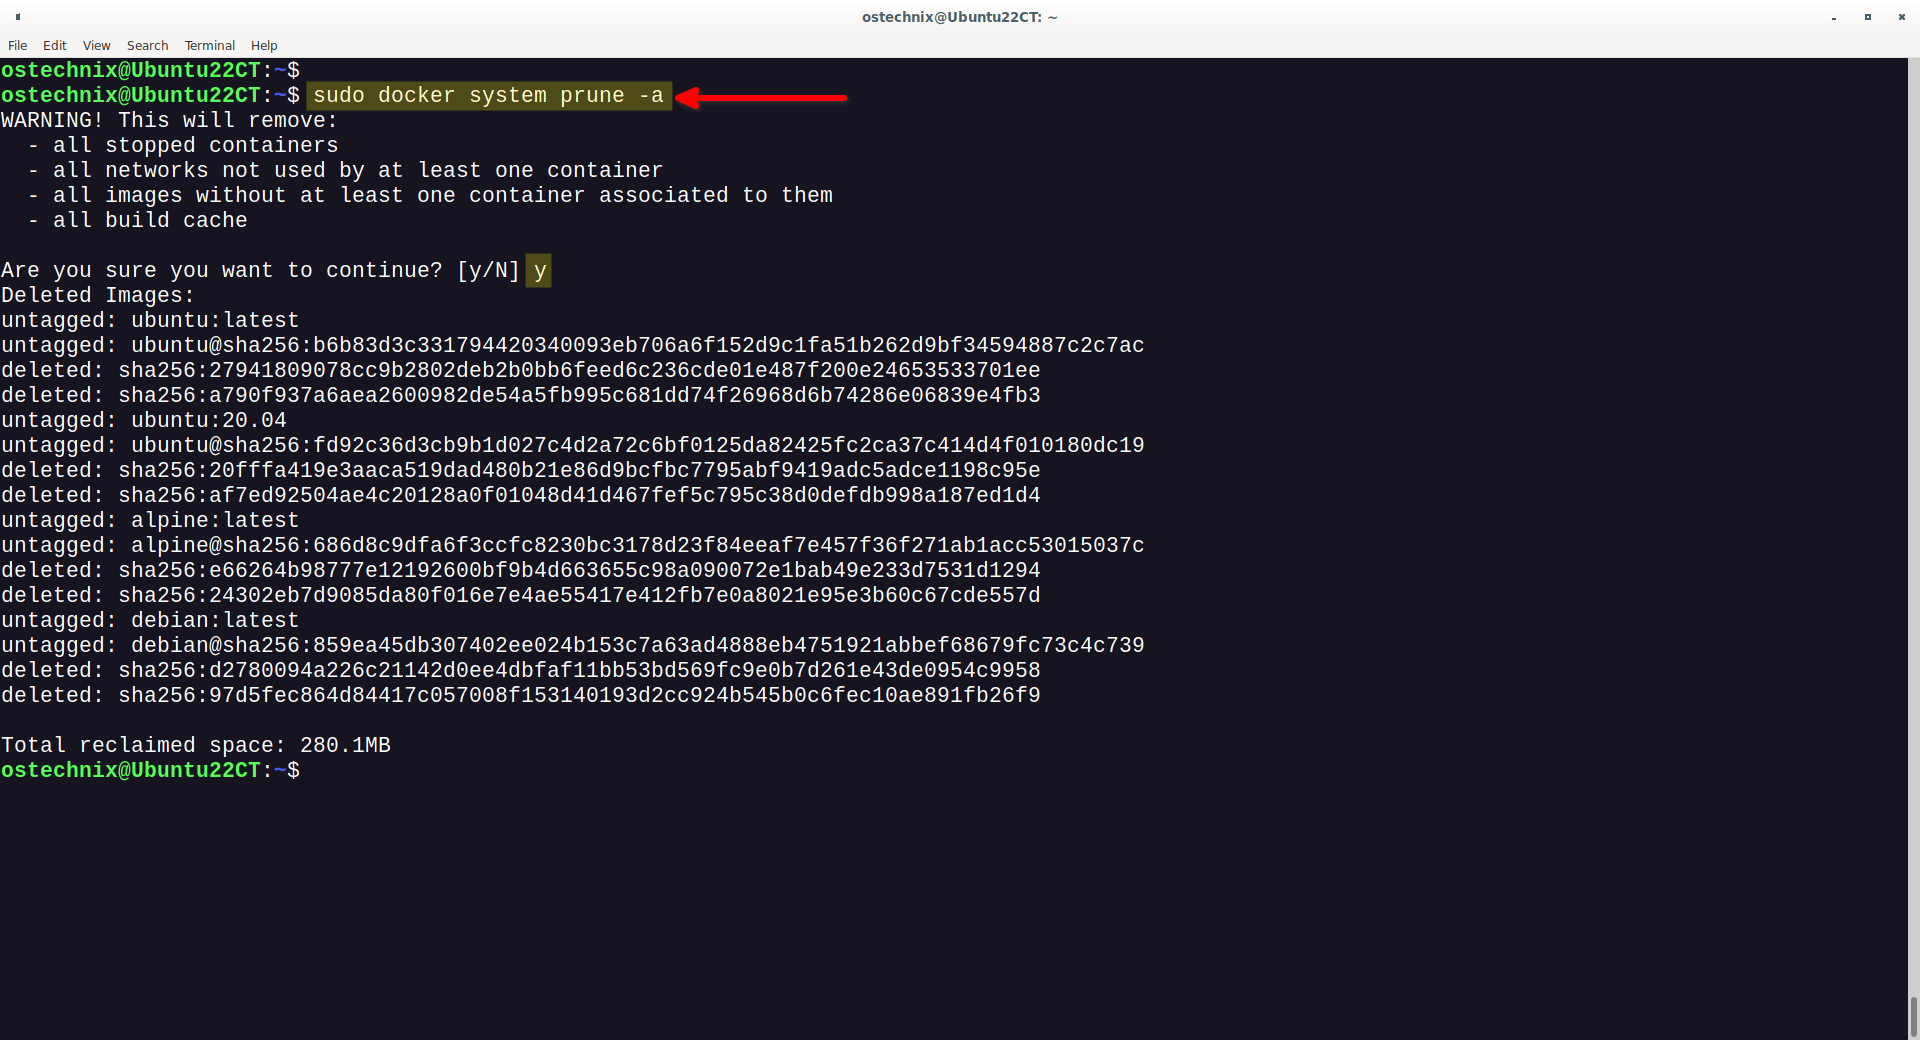 ostechnix@Ubuntu22CT: ~
File Edit View Search Terminal Help
ostechnix@Ubuntu22CT:~$
ostechnix@Ubuntu22CT:~$ sudo docker system prune -a
WARNING! This will remove:
  - all stopped containers
  - all networks not used by at least one container
  - all images without at least one container associated to them
  - all build cache

Are you sure you want to continue? [y/N] y
Deleted Images:
untagged: ubuntu:latest
untagged: ubuntu@sha256:b6b83d3c331794420340093eb706a6f152d9c1fa51b262d9bf34594887c2c7ac
deleted: sha256:27941809078cc9b2802deb2b0bb6feed6c236cde01e487f200e24653533701ee
deleted: sha256:a790f937a6aea2600982de54a5fb995c681dd74f26968d6b74286e06839e4fb3
untagged: ubuntu:20.04
untagged: ubuntu@sha256:fd92c36d3cb9b1d027c4d2a72c6bf0125da82425fc2ca37c414d4f010180dc19
deleted: sha256:20fffa419e3aaca519dad480b21e86d9bcfbc7795abf9419adc5adce1198c95e
deleted: sha256:af7ed92504ae4c20128a0f01048d41d467fef5c795c38d0defdb998a187ed1d4
untagged: alpine:latest
untagged: alpine@sha256:686d8c9dfa6f3ccfc8230bc3178d23f84eeaf7e457f36f271ab1acc53015037c
deleted: sha256:e66264b98777e12192600bf9b4d663655c98a090072e1bab49e233d7531d1294
deleted: sha256:24302eb7d9085da80f016e7e4ae55417e412fb7e0a8021e95e3b60c67cde557d
untagged: debian:latest
untagged: debian@sha256:859ea45db307402ee024b153c7a63ad4888eb4751921abbef68679fc73c4c739
deleted: sha256:d2780094a226c21142d0ee4dbfaf11bb53bd569fc9e0b7d261e43de0954c9958
deleted: sha256:97d5fec864d84417c057008f153140193d2cc924b545b0c6fec10ae891fb26f9

Total reclaimed space: 280.1MB
ostechnix@Ubuntu22CT:~$